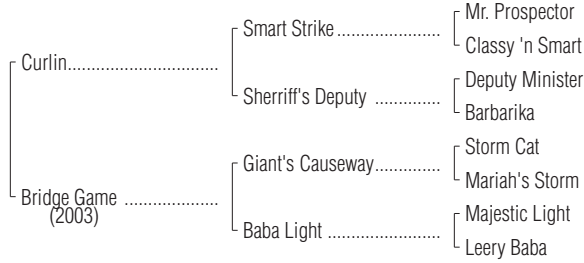 Mr. Prospector
Smart Strike ....................
Classy 'n Smart
Curlin.............................
Deputy Minister
Sherriff's Deputy .............
Barbarika
Storm Cat
Giant's Causeway.............
Mariah's Storm
Bridge Game ..................
(2003)
Majestic Light
Baba Light ......................
Leery Baba